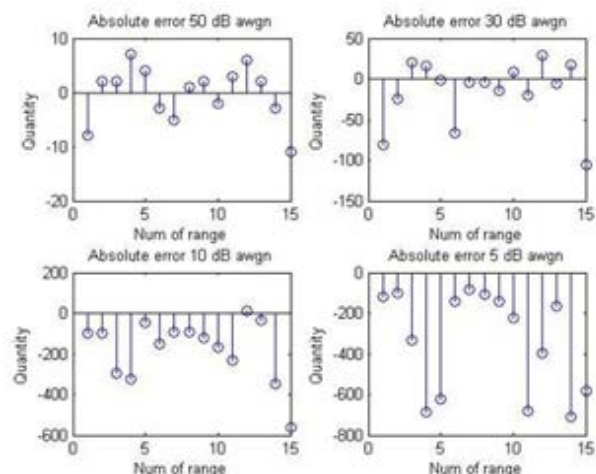 Absolute error 50 dB awgn
10
0
-10
-20
Quantity
0 5 10 15
Num of range
Absolute error 30 dB awgn
50
0
-50
-100
-150
Quantity
0 5 10 15
Num of range
Absolute error 10 dB awgn
200
0
-200
-400
-600
Quantity
0 5 10 15
Num of range
Absolute error 5 dB awgn
0
-200
-400
-600
-800
Quantity
0 5 10 15
Num of range